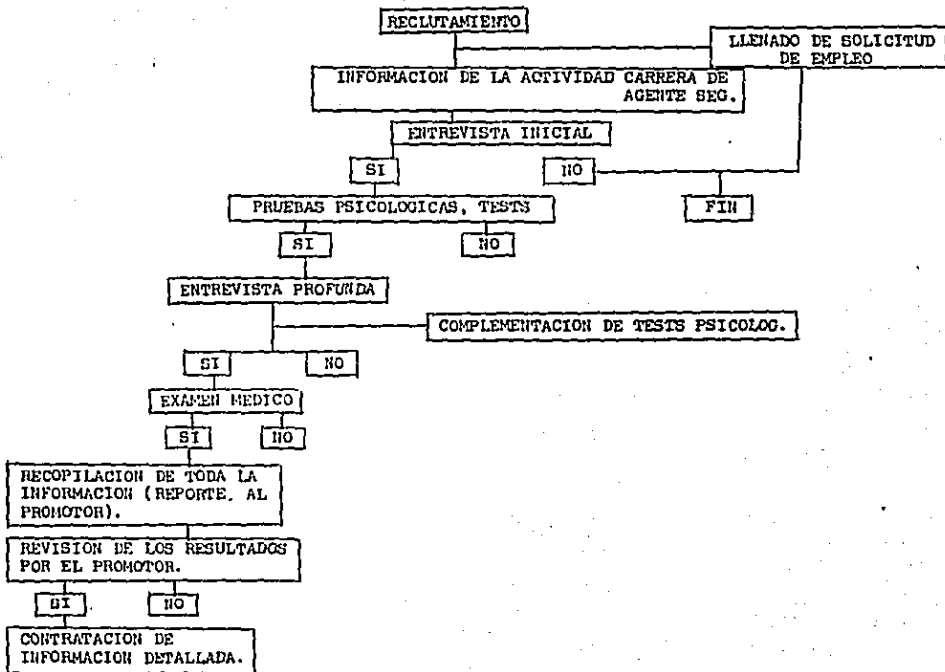 RECLUTAMIENTO
LLENADO DE SOLICITUD
DE EMPLEO
INFORMACION DE LA ACTIVIDAD CARRERA DE
AGENTE SEG.
ENTREVISTA INICIAL
SI
NO
PRUEBAS PSICOLOGICAS, TESTS
FIN
SI
NO
ENTREVISTA PROFUNDA
COMPLEMENTACION DE TESTS PSICOLOG.
SI
NO
EXAMEN MEDICO
SI
NO
RECOPILACION DE TODA LA
INFORMACION (REPORTE. AL
PROMOTOR).
REVISION DE LOS RESULTADOS
POR EL PROMOTOR.
SI
NO
CONTRATACION DE
INFORMACION DETALLADA.